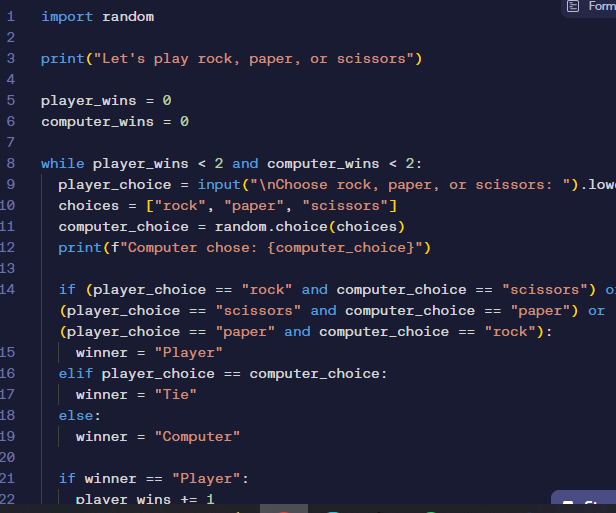 Form
1 import random
2
3 print("Let's play rock, paper, or scissors")
4
5 player_wins = 0
6 computer_wins = 0
7
8 while player_wins < 2 and computer_wins < 2:
9 player_choice = input("\nChoose rock, paper, or scissors: ").lowe
10 choices = ["rock", "paper", "scissors"]
11 computer_choice = random.choice(choices)
12 print(f"Computer chose: {computer_choice}")
13
14 if (player_choice == "rock" and computer_choice == "scissors") or
(player_choice == "scissors" and computer_choice == "paper") or
(player_choice == "paper" and computer_choice == "rock"):
15 winner = "Player"
16 elif player_choice == computer_choice:
17 winner = "Tie"
18 else:
19 winner = "Computer"
20
21 if winner == "Player":
22 player_wins += 1